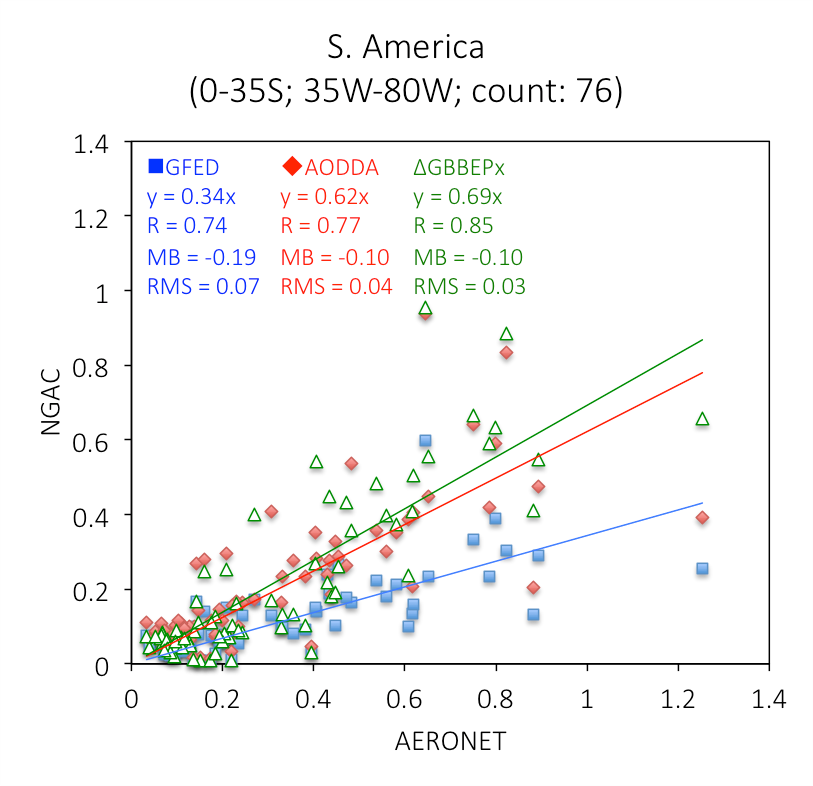 S. America
(0-35S; 35W-80W; count: 76)
1.4
1.2
1
0.8
0.6
0.4
0.2
0
NGAC
GFED AODDA ΔGBBEPx
y = 0.34x y = 0.62x y = 0.69x
R = 0.74 R = 0.77 R = 0.85
MB = -0.19 MB = -0.10 MB = -0.10
RMS = 0.07 RMS = 0.04 RMS = 0.03
0 0.2 0.4 0.6 0.8 1 1.2 1.4
AERONET